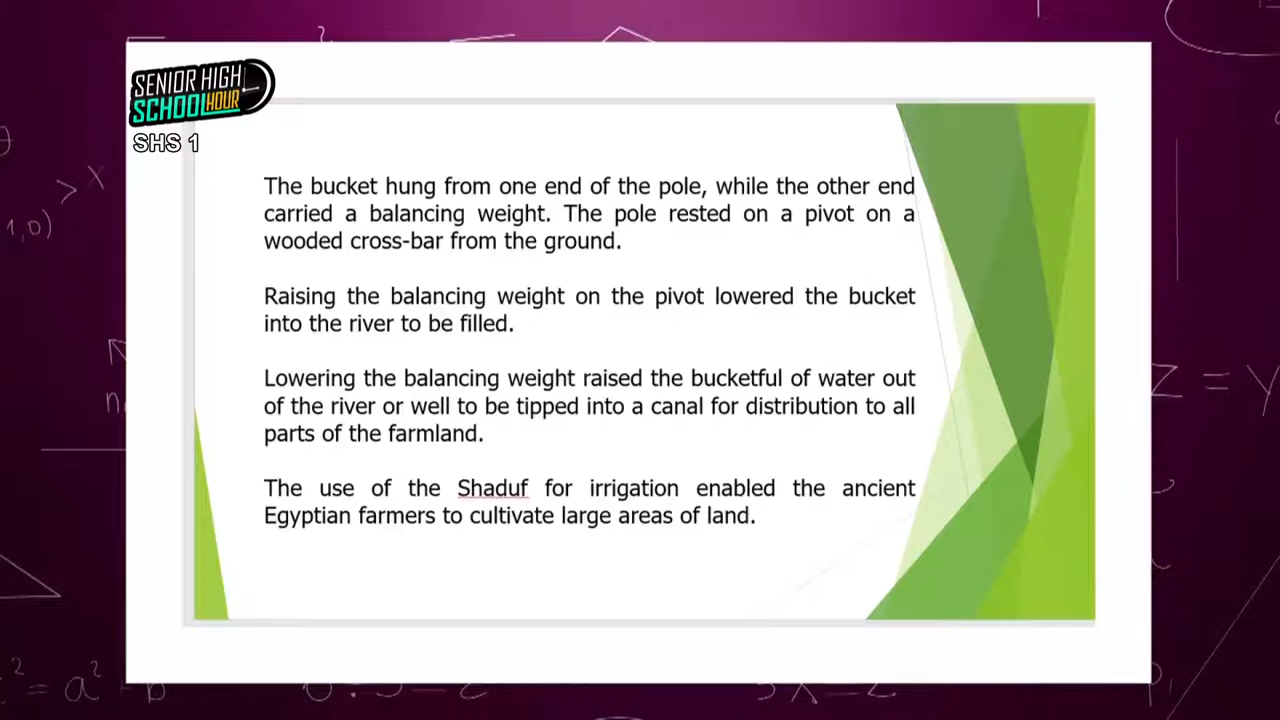 SENIOR HIGH
SCHOOL HOUR
SHS 1
The bucket hung from one end of the pole, while the other end
carried a balancing weight. The pole rested on a pivot on a
wooded cross-bar from the ground.
Raising the balancing weight on the pivot lowered the bucket
into the river to be filled.
Lowering the balancing weight raised the bucketful of water out
of the river or well to be tipped into a canal for distribution to all
parts of the farmland.
The use of the Shaduf for irrigation enabled the ancient
Egyptian farmers to cultivate large areas of land.